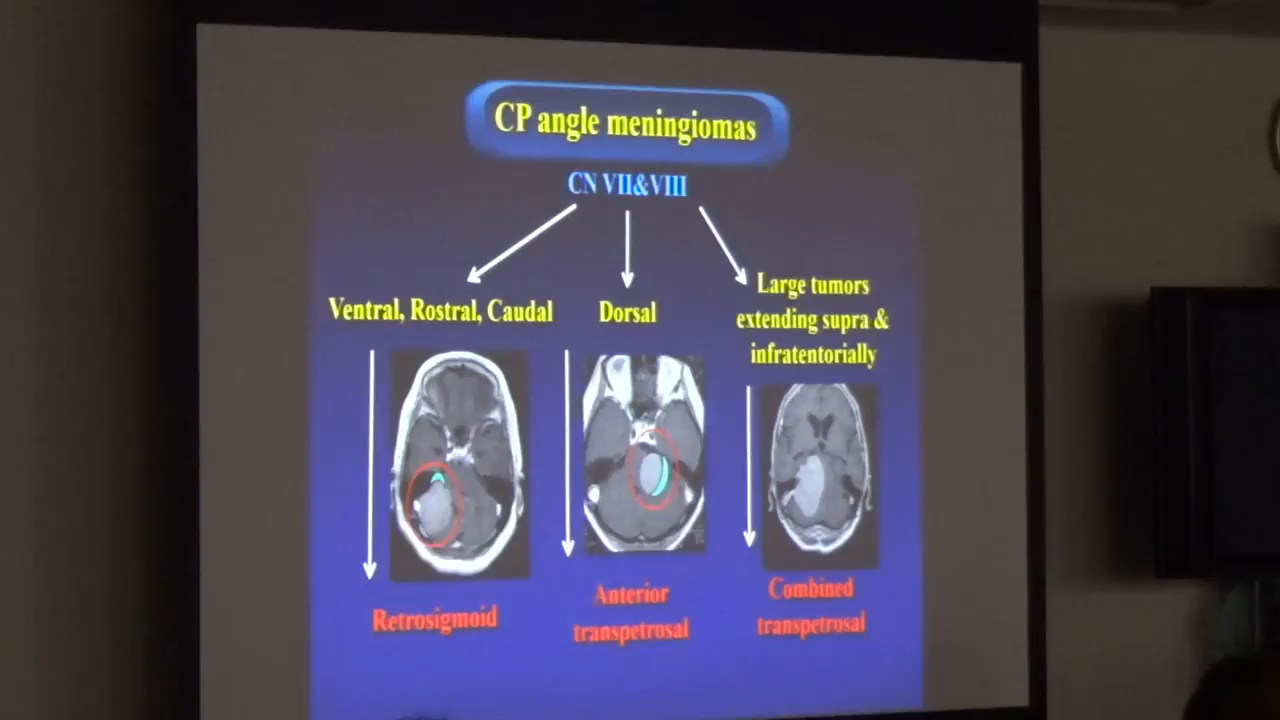 CP angle meningiomas
CN VII&VIII
Ventral, Rostral, Caudal
Dorsal
Large tumors
extending supra &
infratentorially
Retrosigmoid
Anterior
transpetrosal
Combined
transpetrosal